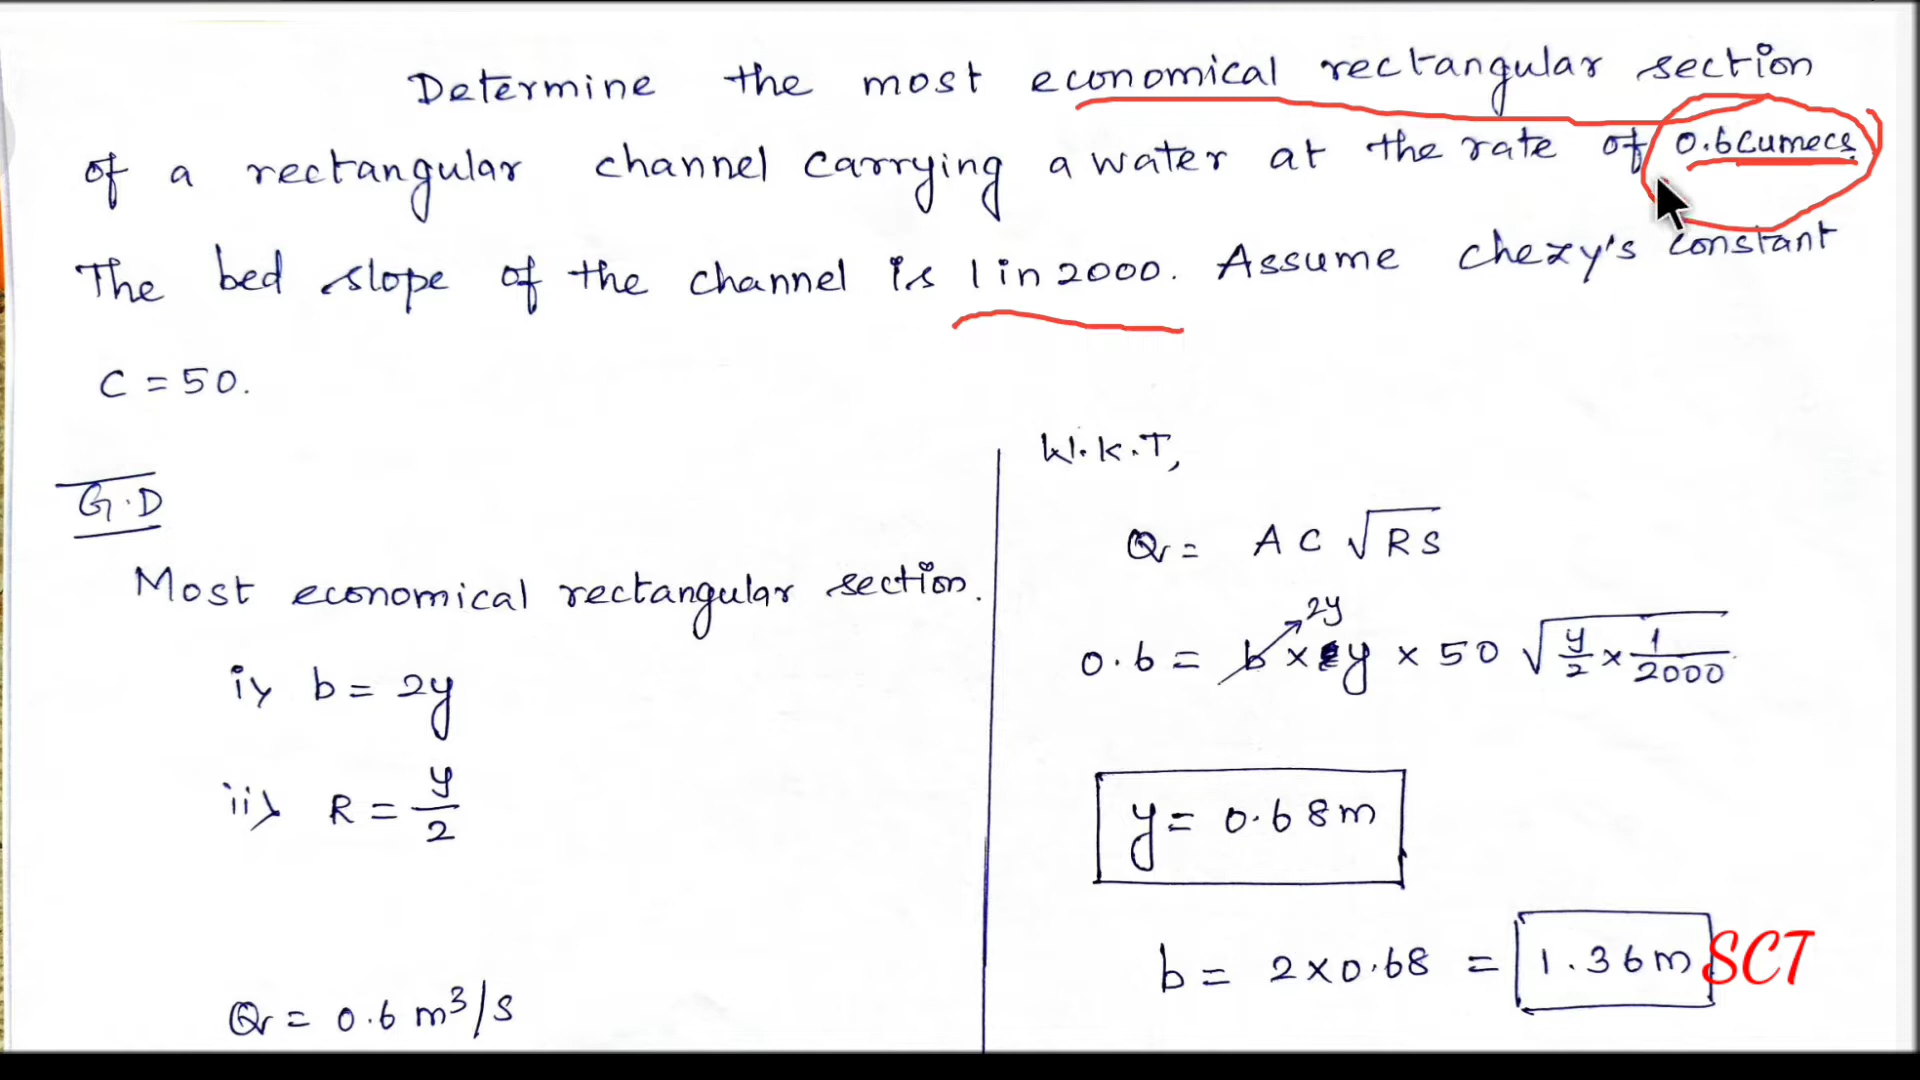 Determine the most economical rectangular section
of a rectangular channel carrying a water at the rate of 0.6 cumecs.
The bed slope of the channel is 1 in 2000. Assume chezy's constant
C = 50.
G.D
Most economical rectangular section.
i) b = 2y
ii) R = y/2
Q = 0.6 m³/s
W.K.T,
Q = A C √RS
2y
0.6 = b × y × 50 √(y/2 × 1/2000)
y = 0.68m
b = 2 × 0.68 = 1.36m
SCT